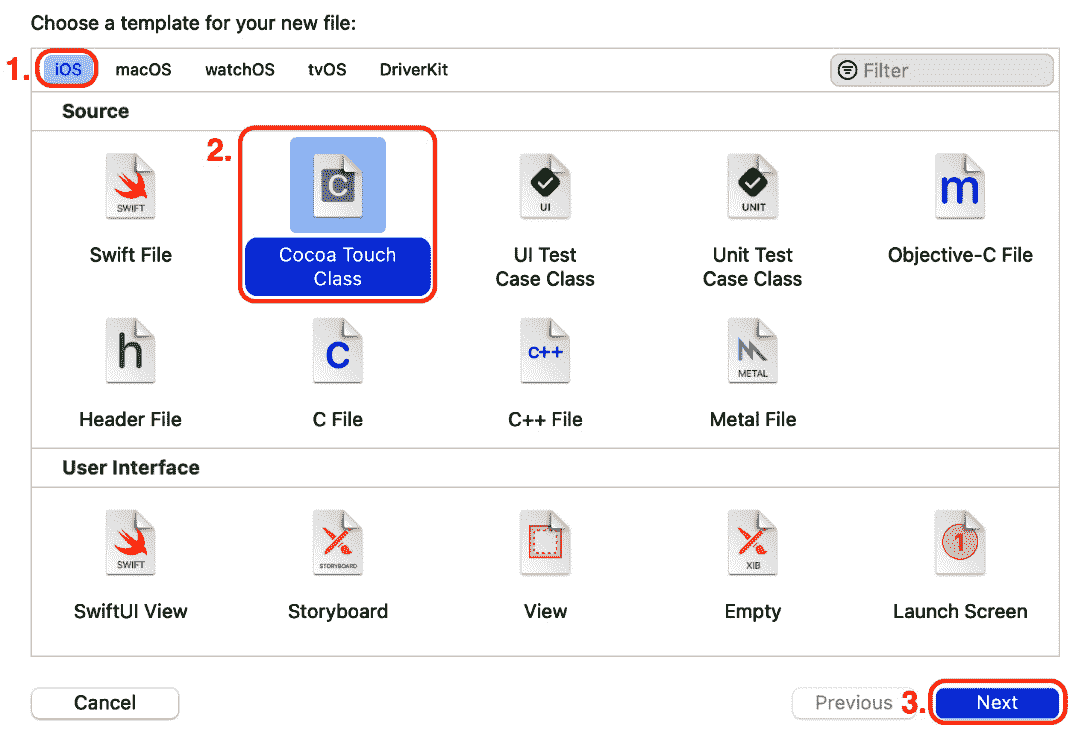 Choose a template for your new file:
1. iOS macOS watchOS tvOS DriverKit Filter
Source
2.
SWIFT C UI UNIT m
Swift File Cocoa Touch Class UI Test Case Class Unit Test Case Class Objective-C File
h C C++ METAL
Header File C File C++ File Metal File
User Interface
SWIFT STORYBOARD XIB 1
SwiftUI View Storyboard View Empty Launch Screen
Cancel Previous 3. Next